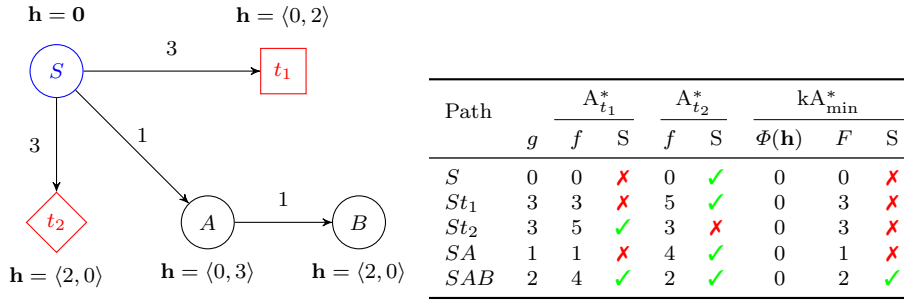 h = 0
h = ⟨0, 2⟩
S
3
t₁
3
1
t₂
A
1
B
h = ⟨2, 0⟩
h = ⟨0, 3⟩
h = ⟨2, 0⟩
Path A*ₜ₁ A*ₜ₂ kA*min
g f S f S Φ(h) F S
S 0 0 ✗ 0 ✓ 0 0 ✗
St₁ 3 3 ✗ 5 ✓ 0 3 ✗
St₂ 3 5 ✓ 3 ✗ 0 3 ✗
SA 1 1 ✗ 4 ✓ 0 1 ✗
SAB 2 4 ✓ 2 ✓ 0 2 ✓